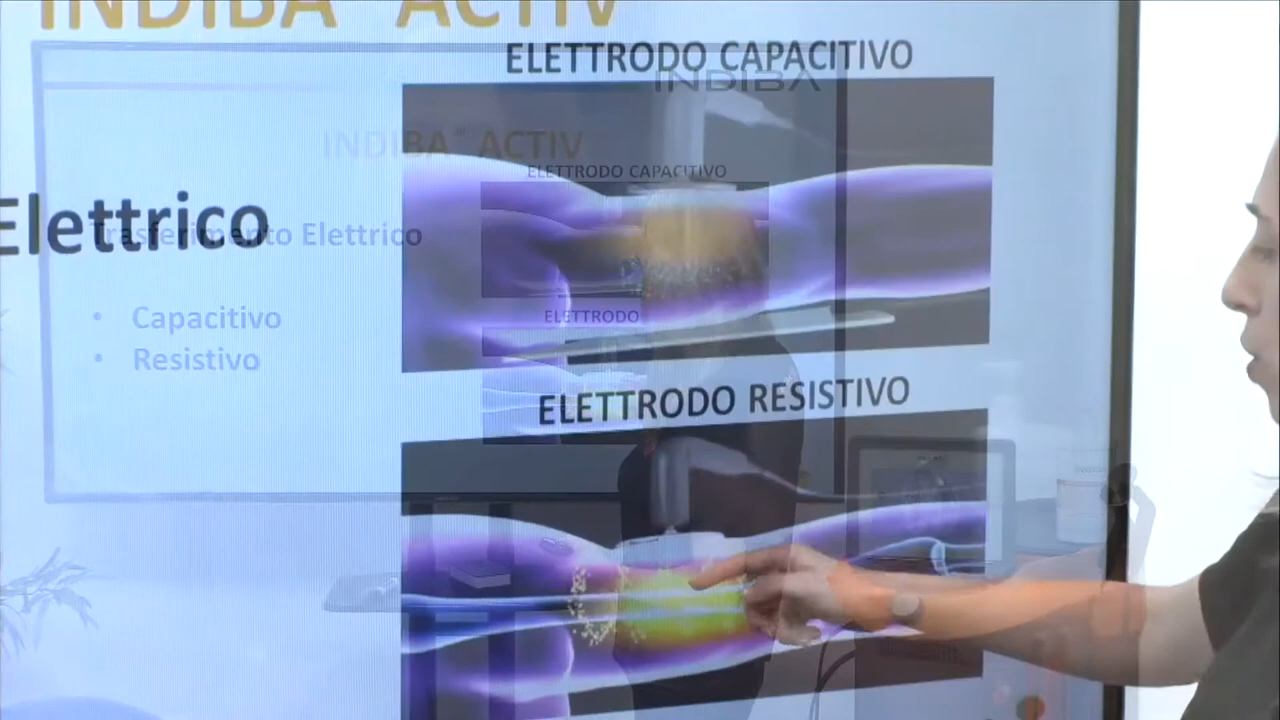 INDIBA® ACTIV
ELETTRODO CAPACITIVO
INDIBA
INDIBA® ACTIV
ELETTRODO CAPACITIVO
Elettrico
Trasferimento Elettrico
ELETTRODO
• Capacitivo
• Resistivo
ELETTRODO RESISTIVO